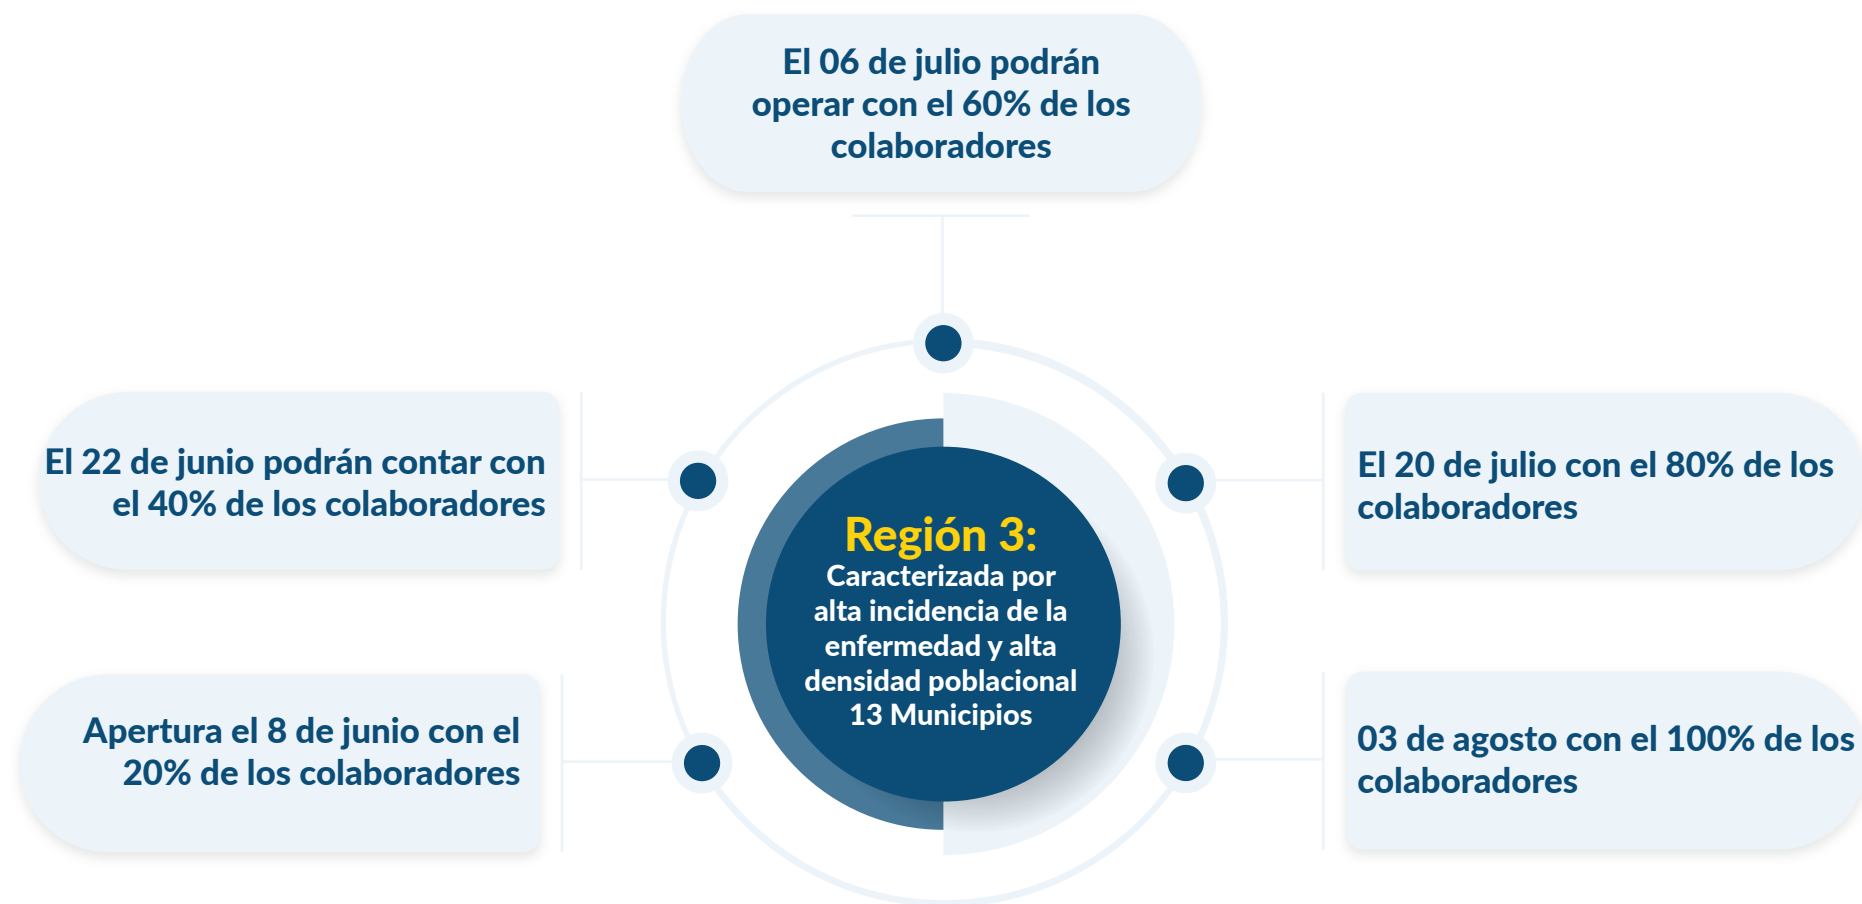 El 06 de julio podrán
operar con el 60% de los
colaboradores
El 22 de junio podrán contar con
el 40% de los colaboradores
El 20 de julio con el 80% de los
colaboradores
Región 3:
Caracterizada por
alta incidencia de la
enfermedad y alta
densidad poblacional
13 Municipios
Apertura el 8 de junio con el
20% de los colaboradores
03 de agosto con el 100% de los
colaboradores